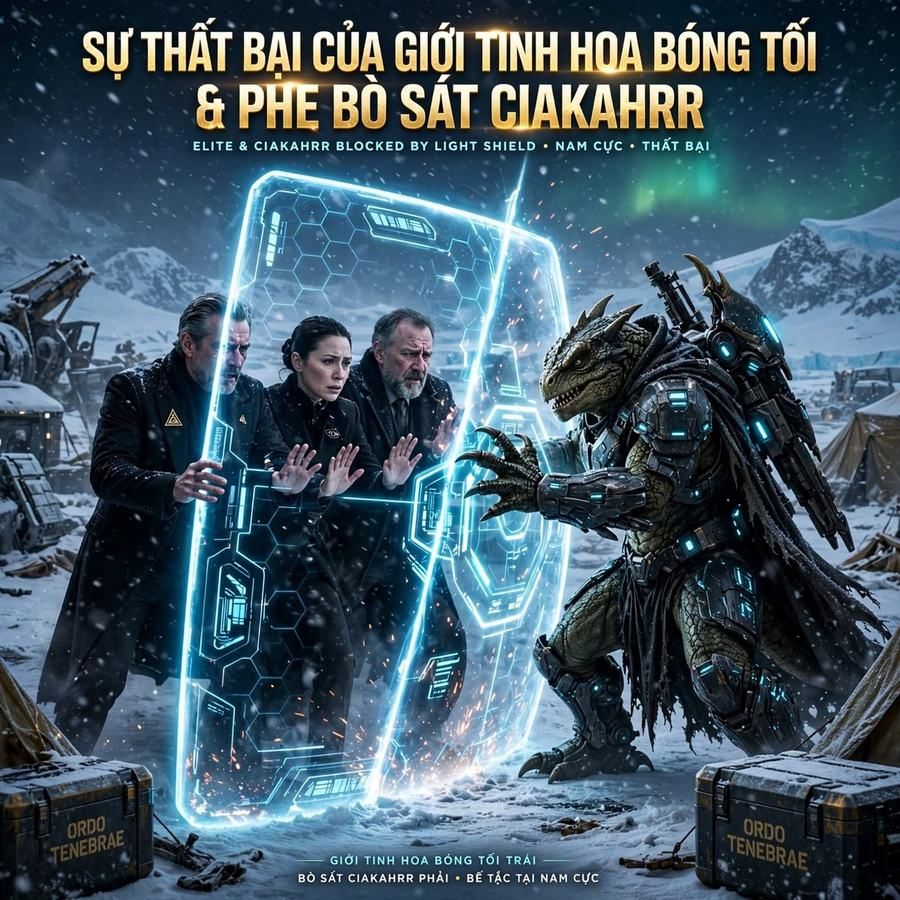 SỰ THẤT BẠI CỦA GIỚI TINH HOA BÓNG TỐI
& PHE BÒ SÁT CIAKAHRR
ELITE & CIAKAHRR BLOCKED BY LIGHT SHIELD • NAM CỰC • THẤT BẠI
ORDO
TENEBRAE
ORDO
TENEBRAE
GIỚI TINH HOA BÓNG TỐI TRÁI
BÒ SÁT CIAKAHRR PHẢI • BẾ TẮC TẠI NAM CỰC